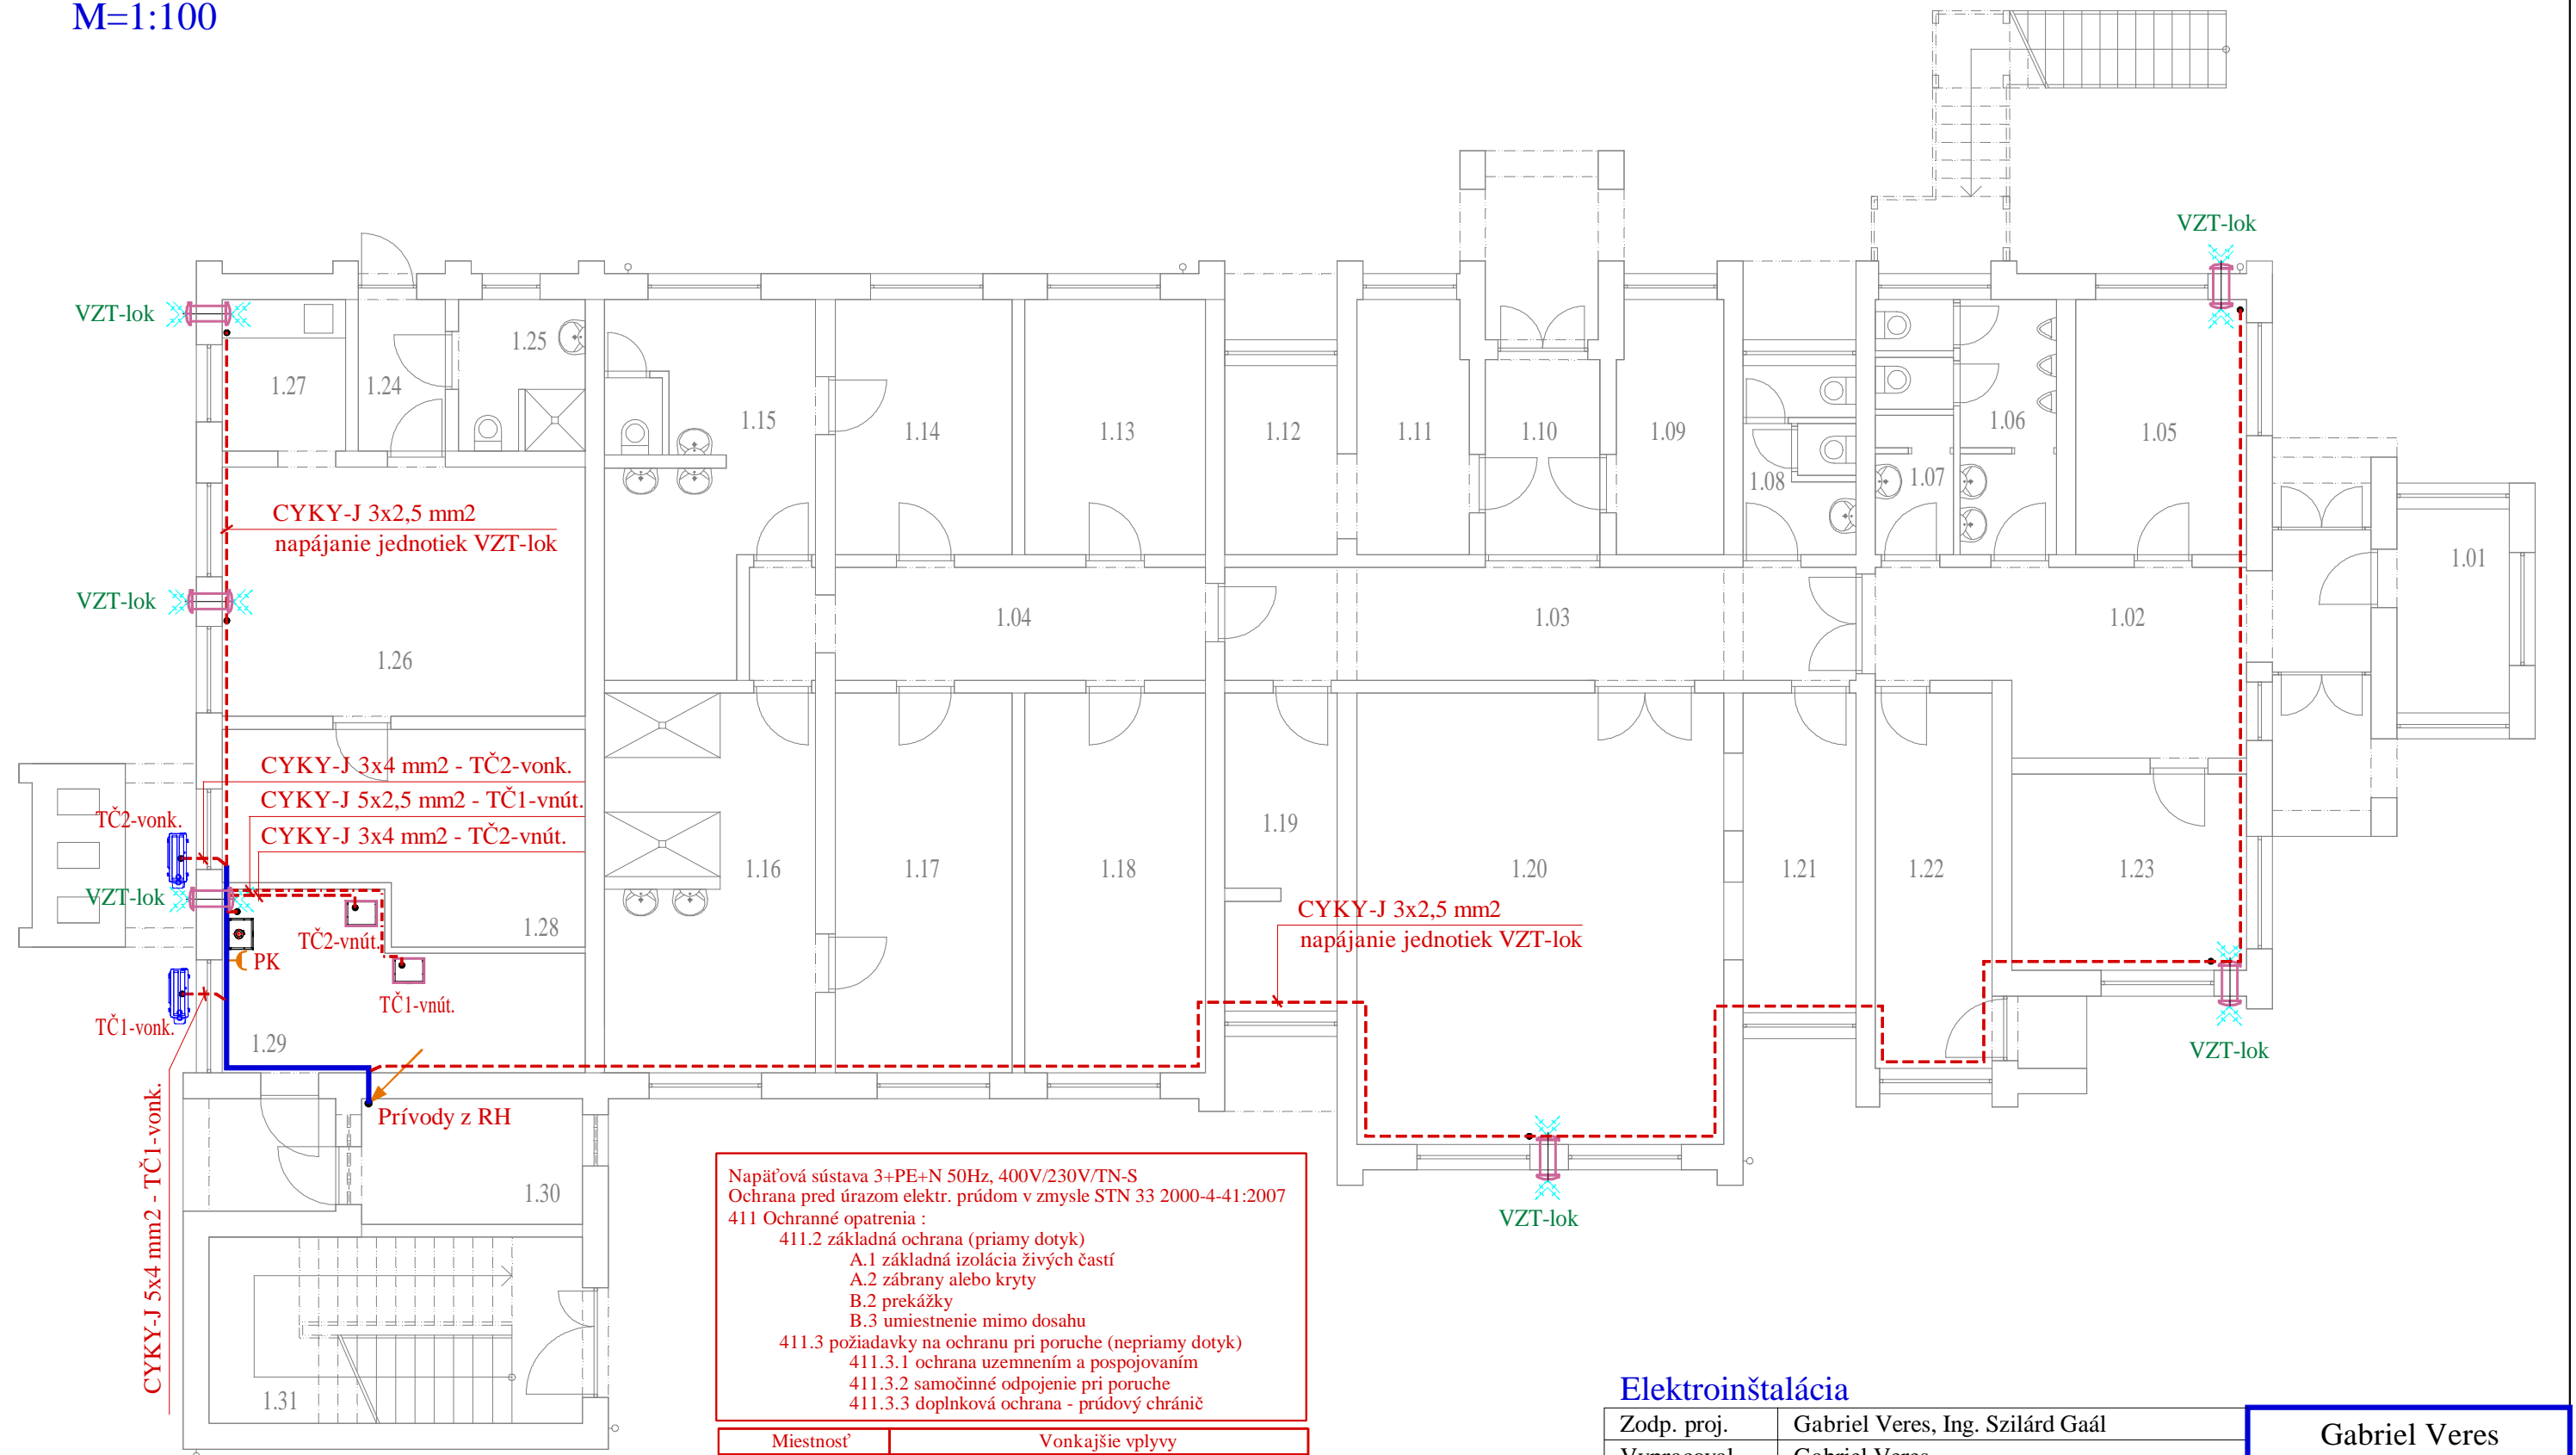 M=1:100
VZT-lok
VZT-lok
1.27
1.24
1.25
1.15
1.14
1.13
1.12
1.11
1.10
1.09
1.08
1.07
1.06
1.05
1.01
CYKY-J 3x2,5 mm2
napájanie jednotiek VZT-lok
VZT-lok
1.26
1.04
1.03
1.02
CYKY-J 3x4 mm2 - TČ2-vonk.
CYKY-J 5x2,5 mm2 - TČ1-vnút.
CYKY-J 3x4 mm2 - TČ2-vnút.
TČ2-vonk.
VZT-lok
1.28
TČ2-vnút.
PK
TČ1-vnút.
TČ1-vonk.
1.29
1.16
1.17
1.18
1.19
1.20
1.21
1.22
1.23
CYKY-J 3x2,5 mm2
napájanie jednotiek VZT-lok
VZT-lok
VZT-lok
CYKY-J 5x4 mm2 - TČ1-vonk.
Prívody z RH
1.30
1.31
Napäťová sústava 3+PE+N 50Hz, 400V/230V/TN-S
Ochrana pred úrazom elektr. prúdom v zmysle STN 33 2000-4-41:2007
411 Ochranné opatrenia :
411.2 základná ochrana (priamy dotyk)
A.1 základná izolácia živých častí
A.2 zábrany alebo kryty
B.2 prekážky
B.3 umiestnenie mimo dosahu
411.3 požiadavky na ochranu pri poruche (nepriamy dotyk)
411.3.1 ochrana uzemnením a pospojovaním
411.3.2 samočinné odpojenie pri poruche
411.3.3 doplnková ochrana - prúdový chránič
Miestnosť Vonkajšie vplyvy
Elektroinštalácia
Zodp. proj. Gabriel Veres, Ing. Szilárd Gaál
Vypracoval Gabriel Veres
Gabriel Veres